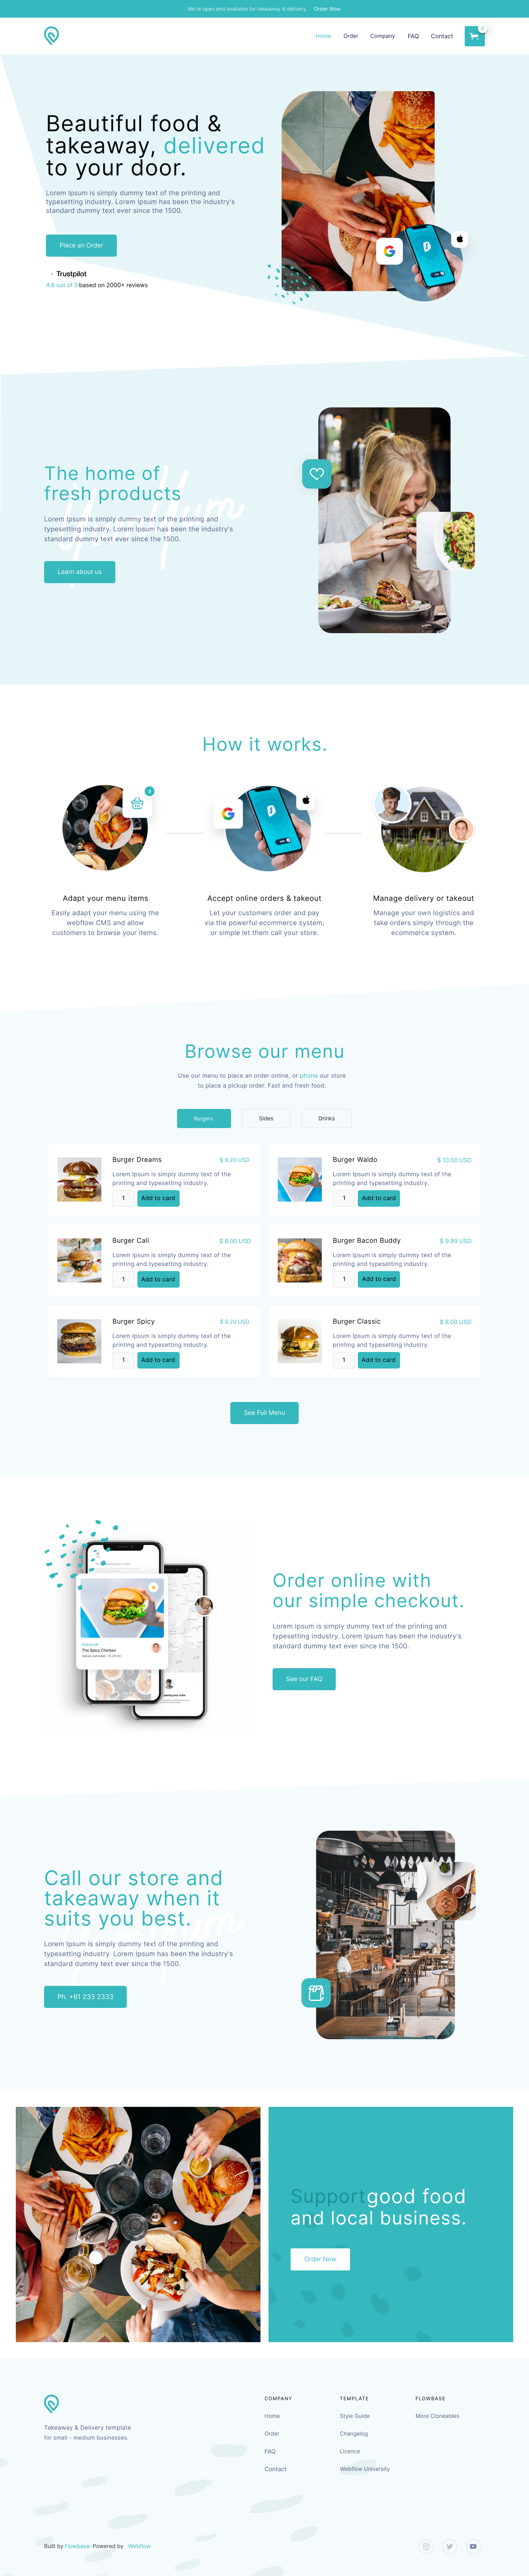 We're open and available for takeaway & delivery. Order Now
Home Order Company FAQ Contact
Beautiful food &
takeaway, delivered
to your door.
Lorem Ipsum is simply dummy text of the printing and
typesetting industry. Lorem Ipsum has been the industry's
standard dummy text ever since the 1500.
Place an Order
Trustpilot
4.8 out of 5 based on 2000+ reviews
The home of
fresh products
Lorem Ipsum is simply dummy text of the printing and
typesetting industry. Lorem Ipsum has been the industry's
standard dummy text ever since the 1500.
Learn about us
How it works.
Adapt your menu items
Easily adapt your menu using the
webflow CMS and allow
customers to browse your items.
Accept online orders & takeout
Let your customers order and pay
via the powerful ecommerce system,
or simple let them call your store.
Manage delivery or takeout
Manage your own logistics and
take orders simply through the
ecommerce system.
Browse our menu
Use our menu to place an order online, or phone our store
to place a pickup order. Fast and fresh food.
Burgers Sides Drinks
Burger Dreams $ 9.20 USD
Lorem Ipsum is simply dummy text of the
printing and typesetting industry.
1 Add to card
Burger Waldo $ 10.00 USD
Lorem Ipsum is simply dummy text of the
printing and typesetting industry.
1 Add to card
Burger Cali $ 8.00 USD
Lorem Ipsum is simply dummy text of the
printing and typesetting industry.
1 Add to card
Burger Bacon Buddy $ 9.99 USD
Lorem Ipsum is simply dummy text of the
printing and typesetting industry.
1 Add to card
Burger Spicy $ 9.20 USD
Lorem Ipsum is simply dummy text of the
printing and typesetting industry.
1 Add to card
Burger Classic $ 8.00 USD
Lorem Ipsum is simply dummy text of the
printing and typesetting industry.
1 Add to card
See Full Menu
POPULAR
The Spicy Chicken
Order online with
our simple checkout.
Lorem Ipsum is simply dummy text of the printing and
typesetting industry. Lorem Ipsum has been the industry's
standard dummy text ever since the 1500.
See our FAQ
Call our store and
takeaway when it
suits you best.
Lorem Ipsum is simply dummy text of the printing and
typesetting industry. Lorem Ipsum has been the industry's
standard dummy text ever since the 1500.
Ph. +61 233 2333
Support good food
and local business.
Order Now
Takeaway & Delivery template
for small - medium businesses.
COMPANY
Home
Order
FAQ
Contact
TEMPLATE
Style Guide
Changelog
Licence
Webflow University
FLOWBASE
More Cloneables
Built by Flowbase· Powered by Webflow